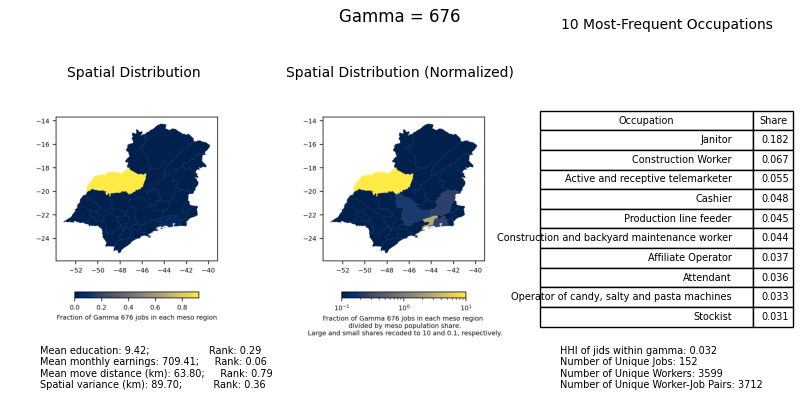 Gamma = 676
10 Most-Frequent Occupations
Spatial Distribution
Spatial Distribution (Normalized)
−14
−16
−18
−20
−22
−24
−52 −50 −48 −46 −44 −42 −40
0.0 0.2 0.4 0.6 0.8
Fraction of Gamma 676 jobs in each meso region
−14
−16
−18
−20
−22
−24
−52 −50 −48 −46 −44 −42 −40
10⁻¹ 10⁰ 10¹
Fraction of Gamma 676 jobs in each meso region
divided by meso population share.
Large and small shares recoded to 10 and 0.1, respectively.
Occupation Share
Janitor 0.182
Construction Worker 0.067
Active and receptive telemarketer 0.055
Cashier 0.048
Production line feeder 0.045
Construction and backyard maintenance worker 0.044
Affiliate Operator 0.037
Attendant 0.036
Operator of candy, salty and pasta machines 0.033
Stockist 0.031
Mean education: 9.42; Rank: 0.29
Mean monthly earnings: 709.41; Rank: 0.06
Mean move distance (km): 63.80; Rank: 0.79
Spatial variance (km): 89.70; Rank: 0.36
HHI of jids within gamma: 0.032
Number of Unique Jobs: 152
Number of Unique Workers: 3599
Number of Unique Worker-Job Pairs: 3712